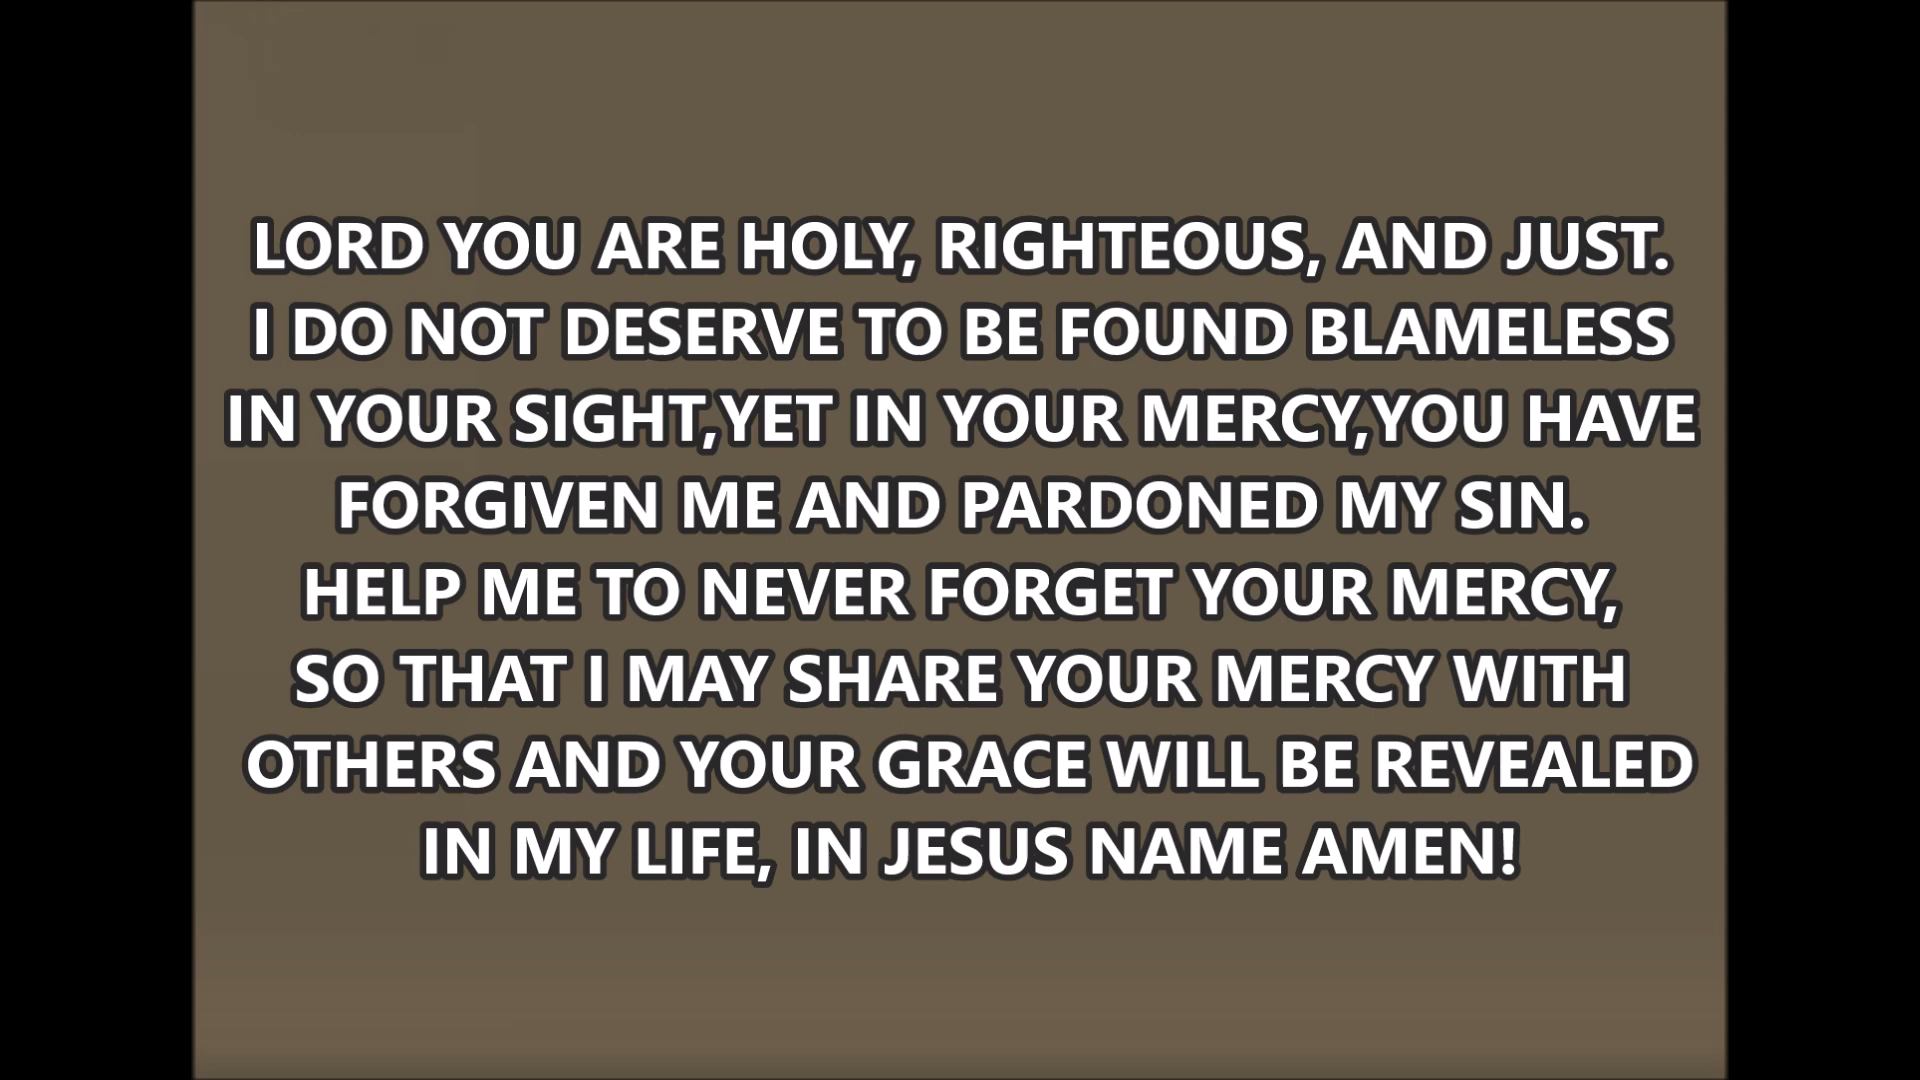 LORD YOU ARE HOLY, RIGHTEOUS, AND JUST.
I DO NOT DESERVE TO BE FOUND BLAMELESS
IN YOUR SIGHT,YET IN YOUR MERCY,YOU HAVE
FORGIVEN ME AND PARDONED MY SIN.
HELP ME TO NEVER FORGET YOUR MERCY,
SO THAT I MAY SHARE YOUR MERCY WITH
OTHERS AND YOUR GRACE WILL BE REVEALED
IN MY LIFE, IN JESUS NAME AMEN!